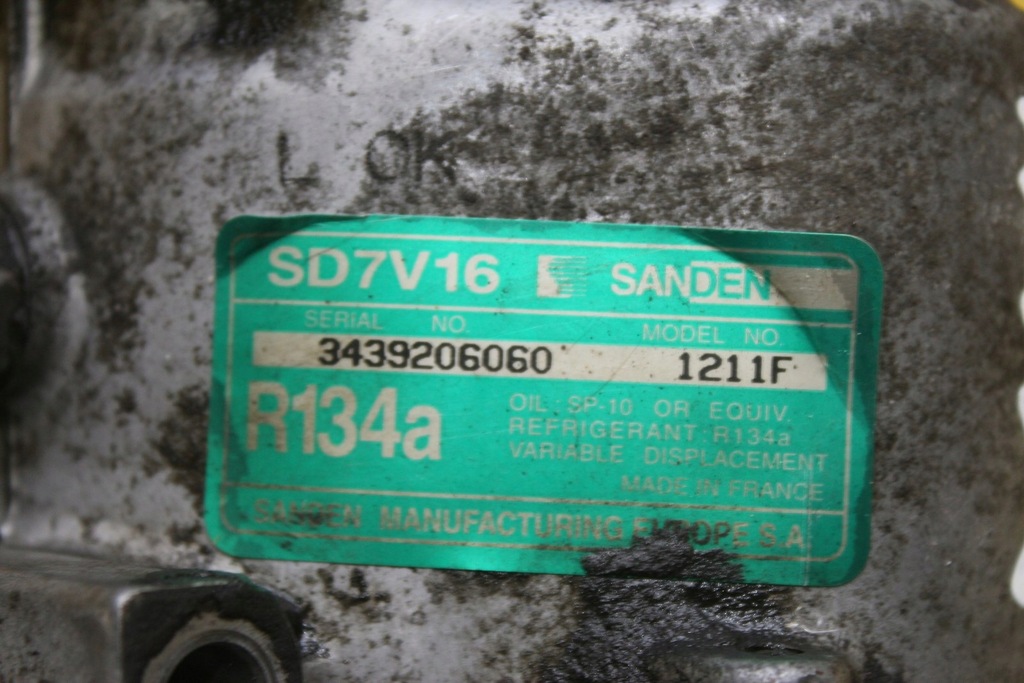 L OK
SD7V16 SANDEN
SERIAL NO. MODEL NO.
3439206060 1211F
R134a
OIL : SP-10 OR EQUIV.
REFRIGERANT : R134a
VARIABLE DISPLACEMENT
MADE IN FRANCE
SANDEN MANUFACTURING EUROPE S.A.